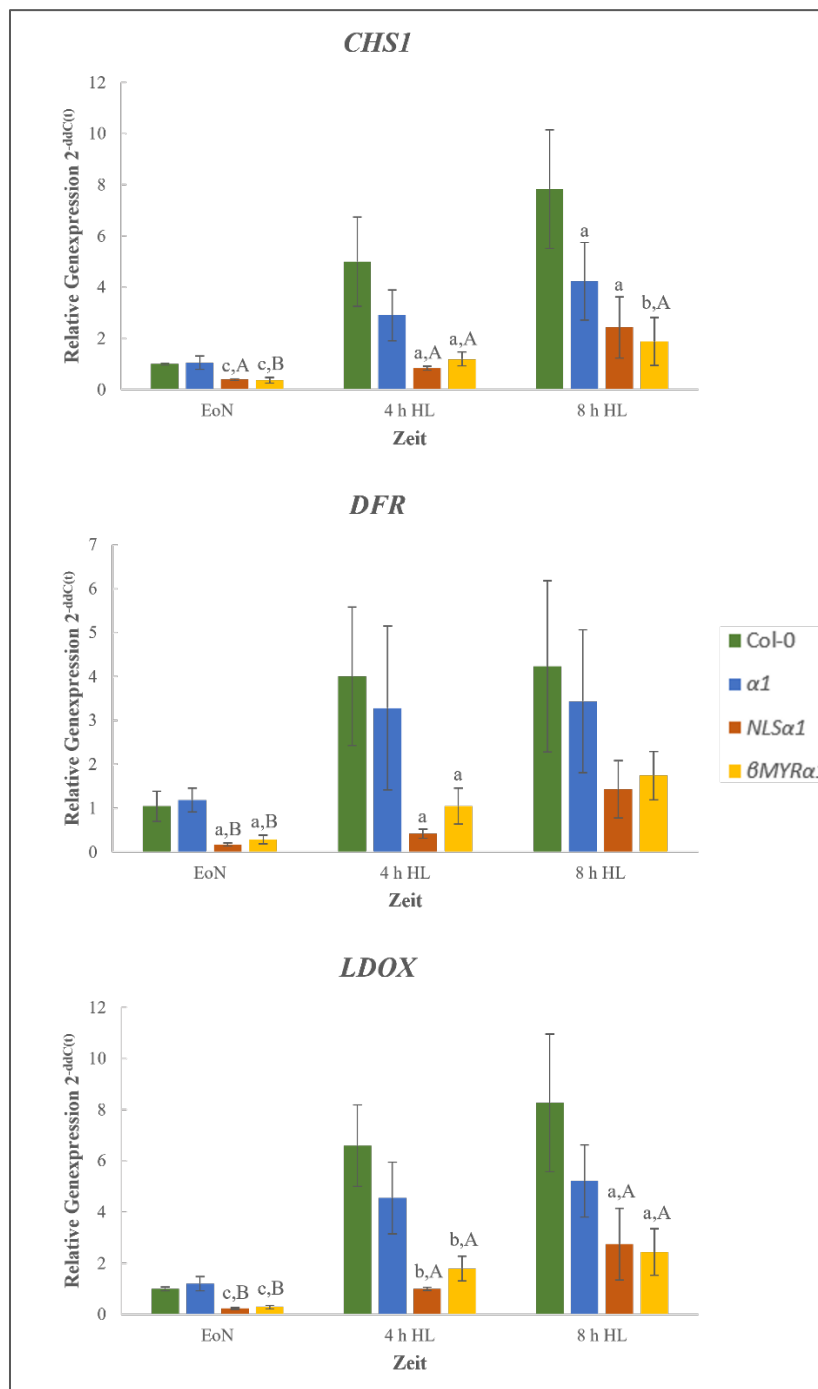 CHS1
Relative Genexpression 2-ddC(t)
12
10
8
6
4
2
0
c,A c,B
a,A a,A
a a b,A
EoN 4 h HL 8 h HL
Zeit
DFR
Relative Genexpression 2-ddC(t)
7
6
5
4
3
2
1
0
a,B a,B
a a
EoN 4 h HL 8 h HL
Zeit
Col-0
α1
NLSα1
βMYRα1
LDOX
Relative Genexpression 2-ddC(t)
12
10
8
6
4
2
0
c,B c,B
b,A b,A
a,A a,A
EoN 4 h HL 8 h HL
Zeit